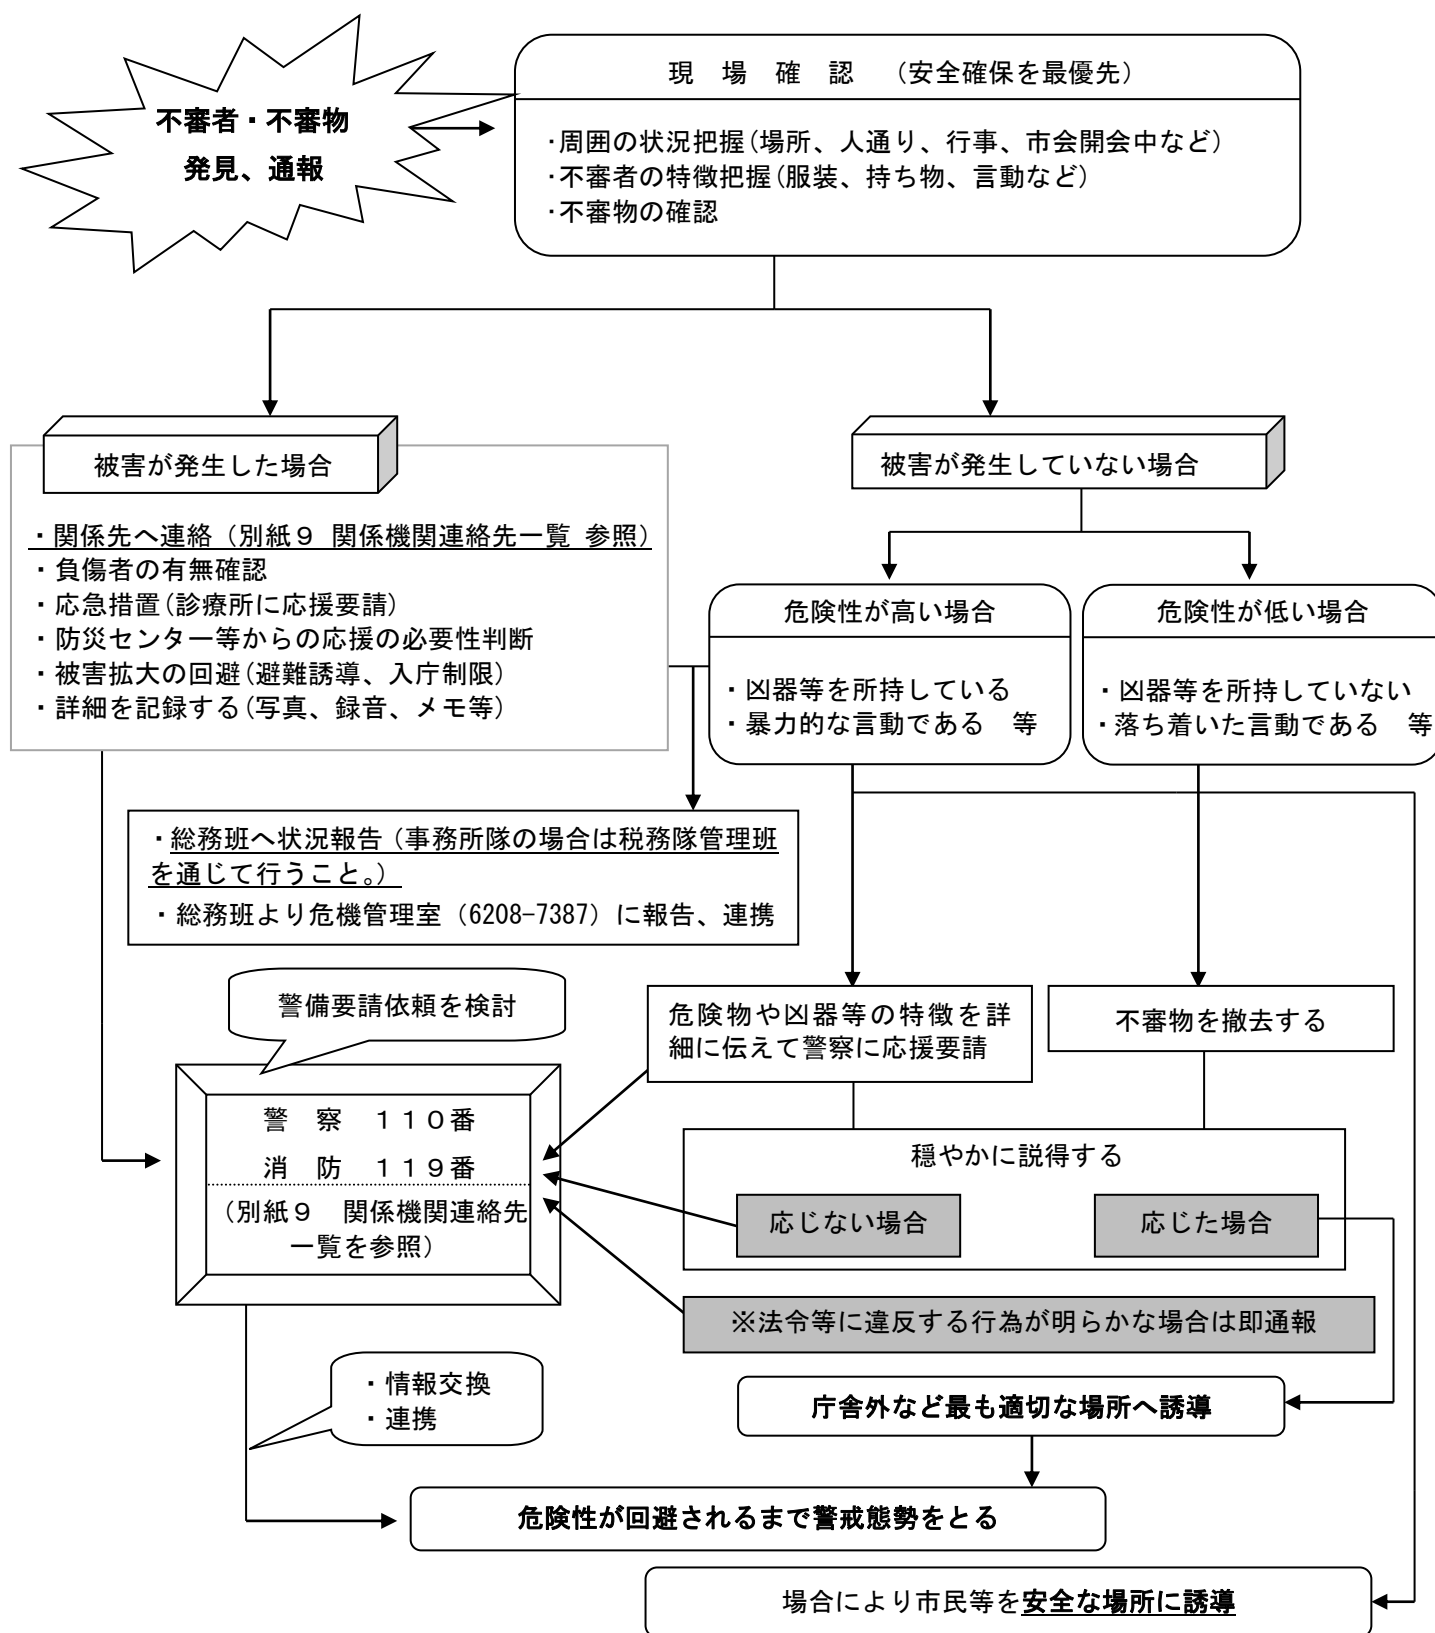 不審者・不審物
発見、通報
現　場　確　認　（安全確保を最優先）
・周囲の状況把握(場所、人通り、行事、市会開会中など)
・不審者の特徴把握(服装、持ち物、言動など)
・不審物の確認
被害が発生した場合
・関係先へ連絡（別紙９ 関係機関連絡先一覧 参照）
・負傷者の有無確認
・応急措置(診療所に応援要請)
・防災センター等からの応援の必要性判断
・被害拡大の回避(避難誘導、入庁制限)
・詳細を記録する(写真、録音、メモ等)
被害が発生していない場合
危険性が高い場合
・凶器等を所持している
・暴力的な言動である　等
危険性が低い場合
・凶器等を所持していない
・落ち着いた言動である　等
・総務班へ状況報告（事務所隊の場合は税務隊管理班
を通じて行うこと。）
・総務班より危機管理室（6208-7387）に報告、連携
警備要請依頼を検討
危険物や凶器等の特徴を詳
細に伝えて警察に応援要請
不審物を撤去する
警　察　１１０番
消　防　１１９番
（別紙９　関係機関連絡先
一覧を参照）
穏やかに説得する
応じない場合
応じた場合
※法令等に違反する行為が明らかな場合は即通報
・情報交換
・連携
庁舎外など最も適切な場所へ誘導
危険性が回避されるまで警戒態勢をとる
場合により市民等を安全な場所に誘導